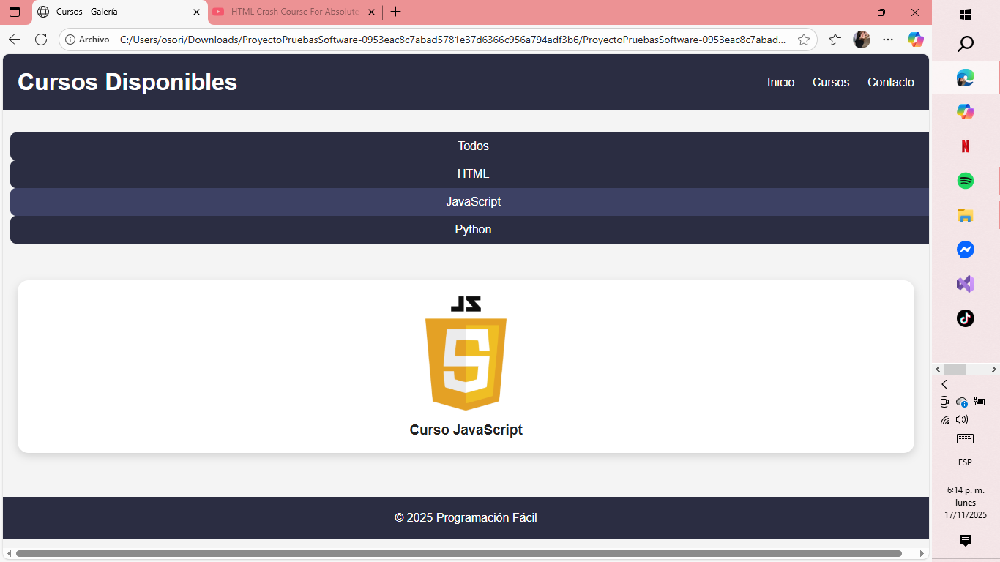 Cursos - Galería
HTML Crash Course For Absolute
Archivo C:/Users/osori/Downloads/ProyectoPruebasSoftware-0953eac8c7abad5781e37d6366c956a794adf3b6/ProyectoPruebasSoftware-0953eac8c7abad...
Cursos Disponibles
Inicio Cursos Contacto
Todos
HTML
JavaScript
Python
JS
5
Curso JavaScript
© 2025 Programación Fácil
N
ESP
6:14 p. m.
lunes
17/11/2025